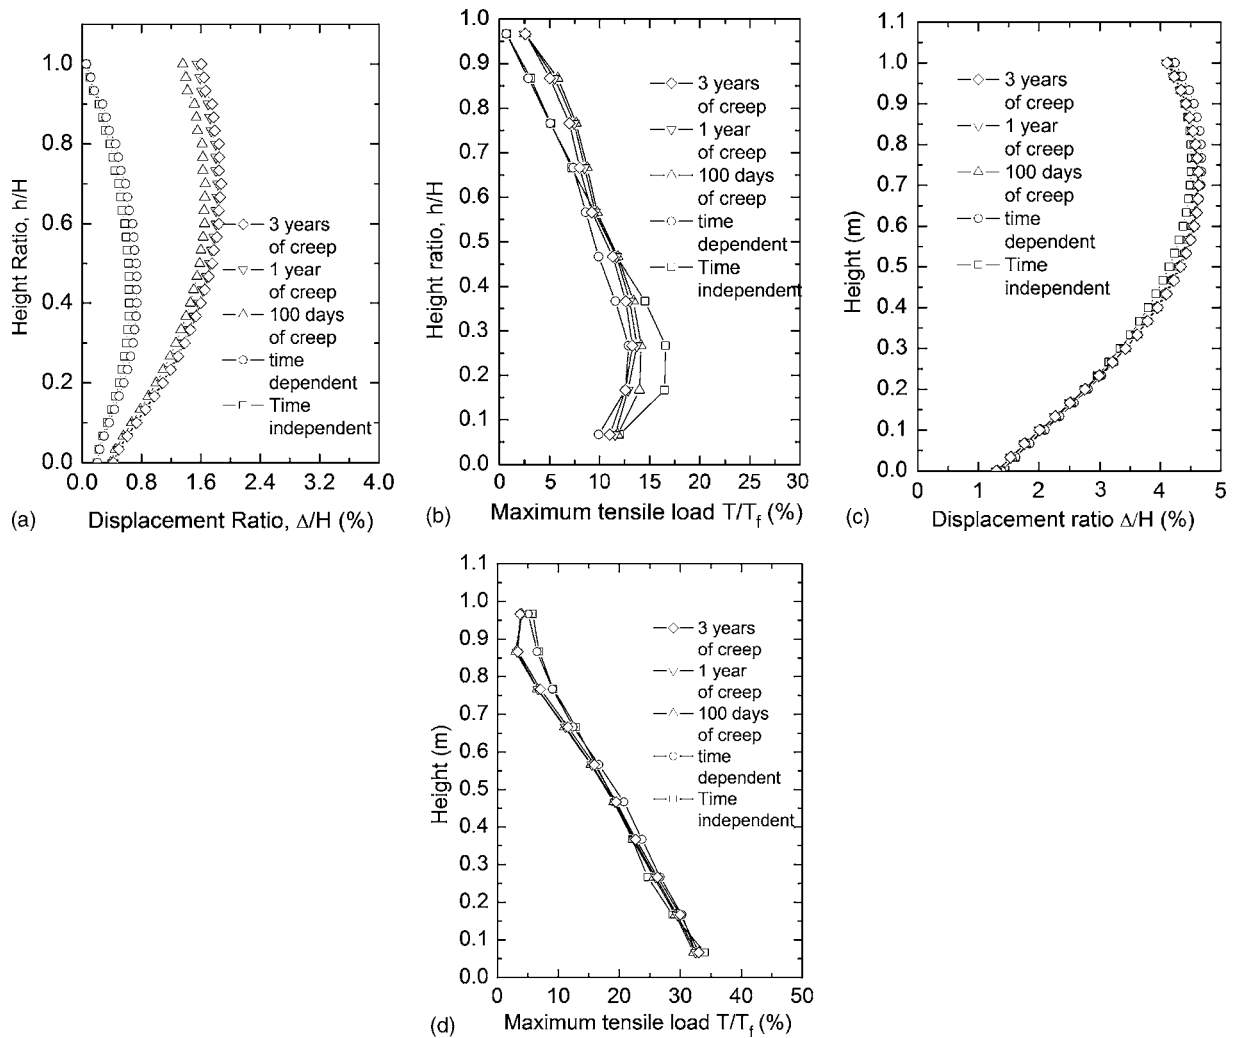 1.0
0.8
0.6
0.4
0.2
0.0
Height Ratio, h/H
3 years
of creep
1 year
of creep
100 days
of creep
time
dependent
Time
independent
0.0 0.8 1.6 2.4 3.2 4.0
(a) Displacement Ratio, Δ/H (%)
1.0
0.9
0.8
0.7
0.6
0.5
0.4
0.3
0.2
0.1
0.0
Height ratio, h/H
3 years
of creep
1 year
of creep
100 days
of creep
time
dependent
Time
independent
0 5 10 15 20 25 30
(b) Maximum tensile load T/Tf (%)
1.1
1.0
0.9
0.8
0.7
0.6
0.5
0.4
0.3
0.2
0.1
0.0
Height (m)
3 years
of creep
1 year
of creep
100 days
of creep
time
dependent
Time
independent
0 1 2 3 4 5
(c) Displacement ratio Δ/H (%)
1.1
1.0
0.9
0.8
0.7
0.6
0.5
0.4
0.3
0.2
0.1
0.0
Height (m)
3 years
of creep
1 year
of creep
100 days
of creep
time
dependent
Time
independent
0 10 20 30 40 50
(d) Maximum tensile load T/Tf (%)